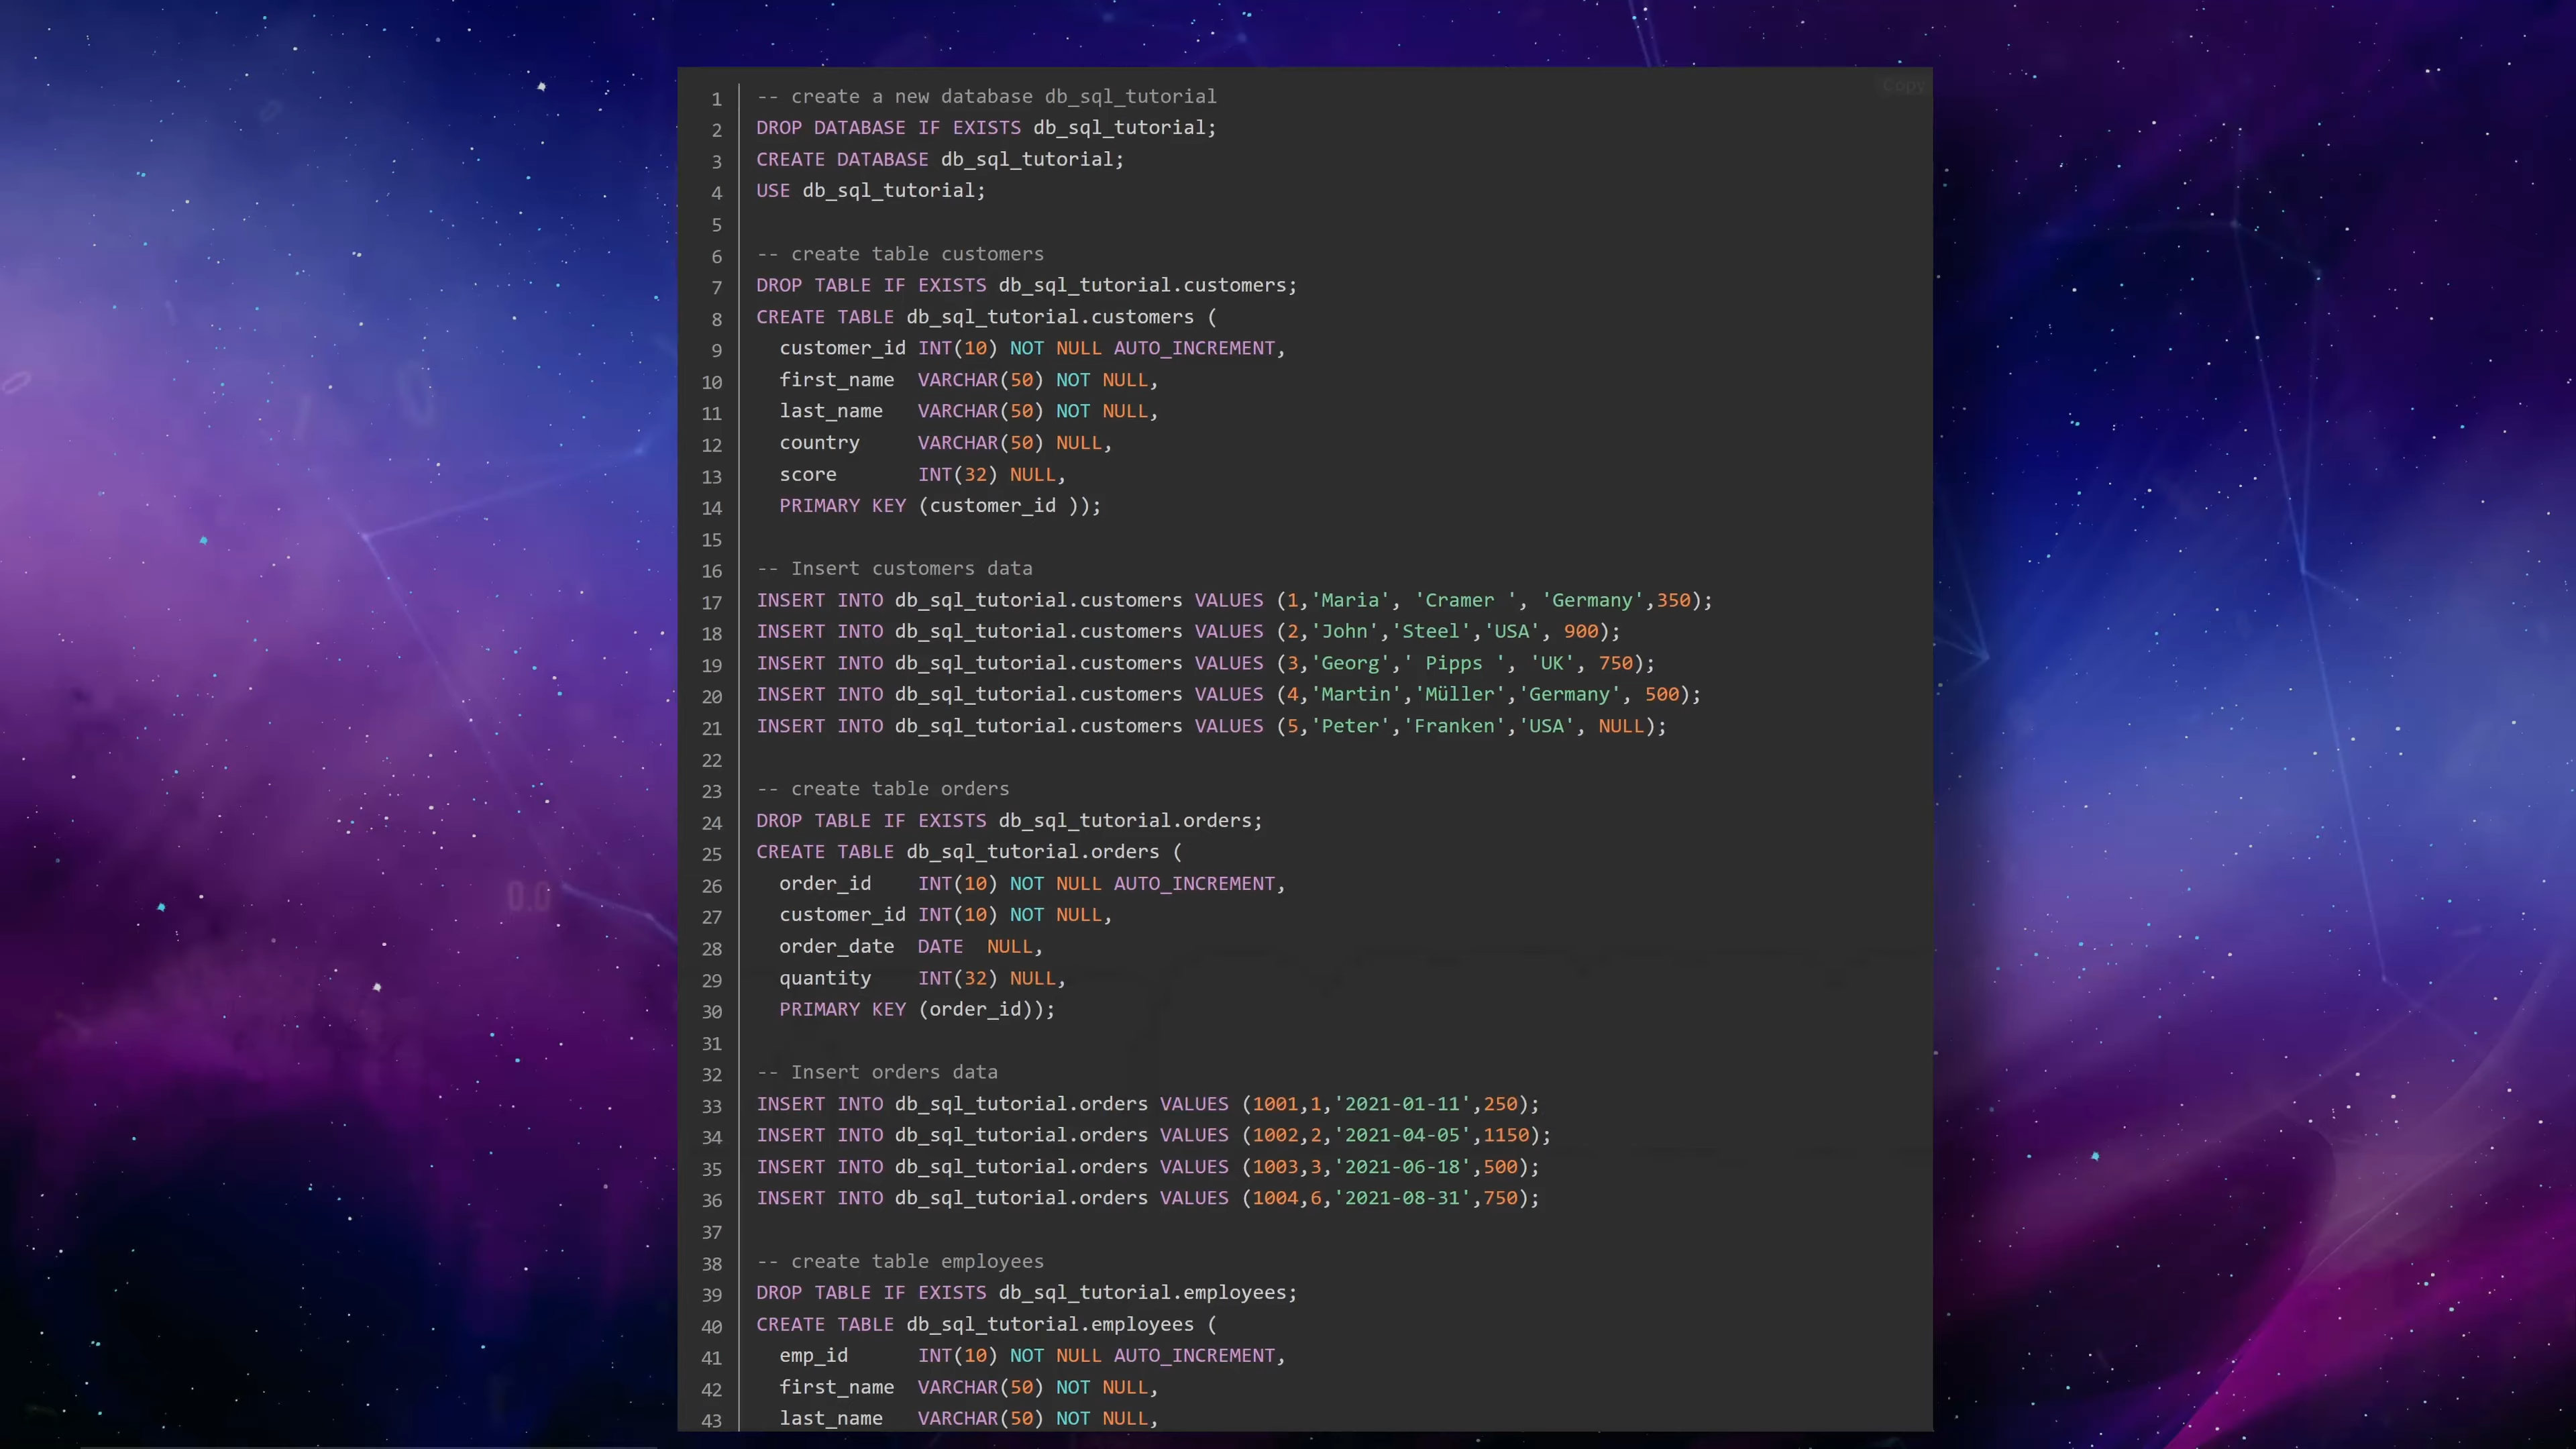 Copy
1 -- create a new database db_sql_tutorial
2 DROP DATABASE IF EXISTS db_sql_tutorial;
3 CREATE DATABASE db_sql_tutorial;
4 USE db_sql_tutorial;
5
6 -- create table customers
7 DROP TABLE IF EXISTS db_sql_tutorial.customers;
8 CREATE TABLE db_sql_tutorial.customers (
9   customer_id INT(10) NOT NULL AUTO_INCREMENT,
10   first_name  VARCHAR(50) NOT NULL,
11   last_name   VARCHAR(50) NOT NULL,
12   country     VARCHAR(50) NULL,
13   score       INT(32) NULL,
14   PRIMARY KEY (customer_id ));
15
16 -- Insert customers data
17 INSERT INTO db_sql_tutorial.customers VALUES (1,'Maria', 'Cramer ', 'Germany',350);
18 INSERT INTO db_sql_tutorial.customers VALUES (2,'John','Steel','USA', 900);
19 INSERT INTO db_sql_tutorial.customers VALUES (3,'Georg',' Pipps ', 'UK', 750);
20 INSERT INTO db_sql_tutorial.customers VALUES (4,'Martin','Müller','Germany', 500);
21 INSERT INTO db_sql_tutorial.customers VALUES (5,'Peter','Franken','USA', NULL);
22
23 -- create table orders
24 DROP TABLE IF EXISTS db_sql_tutorial.orders;
25 CREATE TABLE db_sql_tutorial.orders (
26   order_id    INT(10) NOT NULL AUTO_INCREMENT,
27   customer_id INT(10) NOT NULL,
28   order_date  DATE  NULL,
29   quantity    INT(32) NULL,
30   PRIMARY KEY (order_id));
31
32 -- Insert orders data
33 INSERT INTO db_sql_tutorial.orders VALUES (1001,1,'2021-01-11',250);
34 INSERT INTO db_sql_tutorial.orders VALUES (1002,2,'2021-04-05',1150);
35 INSERT INTO db_sql_tutorial.orders VALUES (1003,3,'2021-06-18',500);
36 INSERT INTO db_sql_tutorial.orders VALUES (1004,6,'2021-08-31',750);
37
38 -- create table employees
39 DROP TABLE IF EXISTS db_sql_tutorial.employees;
40 CREATE TABLE db_sql_tutorial.employees (
41   emp_id      INT(10) NOT NULL AUTO_INCREMENT,
42   first_name  VARCHAR(50) NOT NULL,
43   last_name   VARCHAR(50) NOT NULL,
0.0